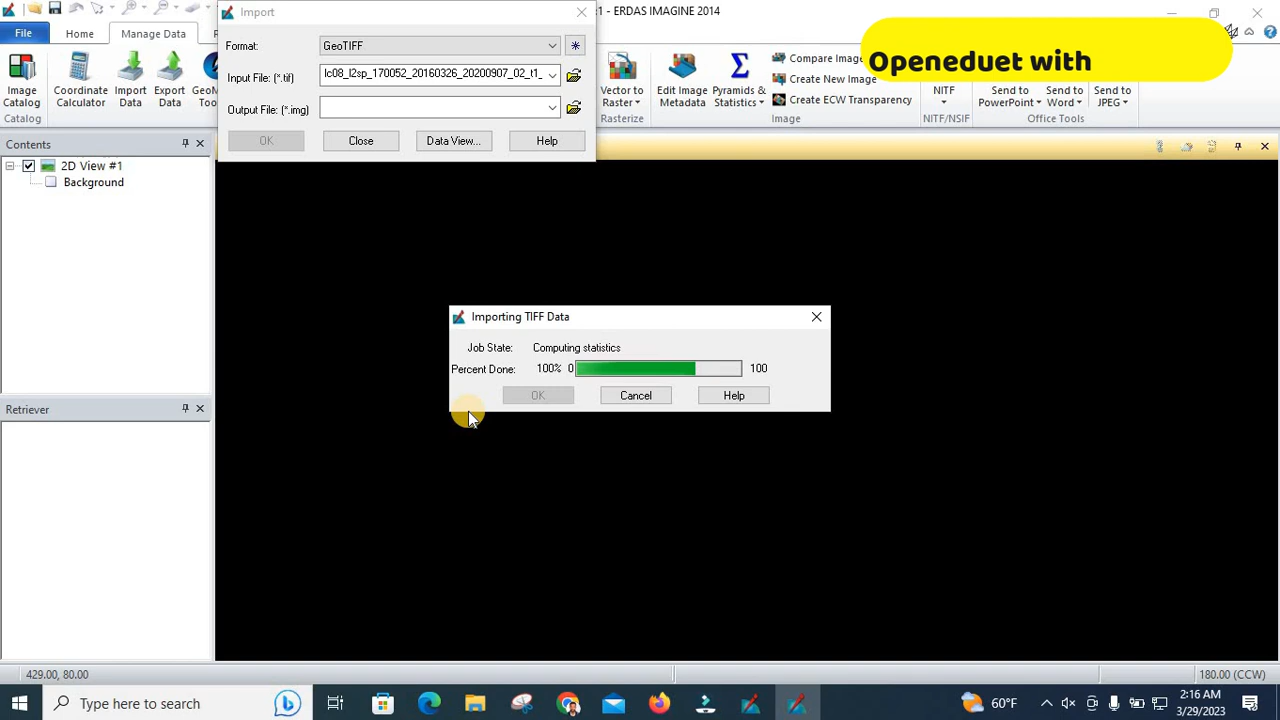 Import
:1 - ERDAS IMAGINE 2014
File
Home
Manage Data
Format:
GeoTIFF
Input File: (*.tif)
lc08_l2sp_170052_20160326_20200907_02_t1_
Output File: (*.img)
OK
Close
Data View...
Help
Image
Catalog
Coordinate
Calculator
Import
Data
Export
Data
Catalog
Vector to
Raster
Rasterize
Edit Image
Metadata
Pyramids &
Statistics
Create New Image
Create ECW Transparency
Image
NITF
NITF/NSIF
Send to
PowerPoint
Send to
Word
Send to
JPEG
Office Tools
Openeduet with
Contents
2D View #1
Background
Retriever
Importing TIFF Data
Job State:
Computing statistics
Percent Done:
100%
0
100
OK
Cancel
Help
429.00, 80.00
180.00 (CCW)
Type here to search
60°F
2:16 AM
3/29/2023